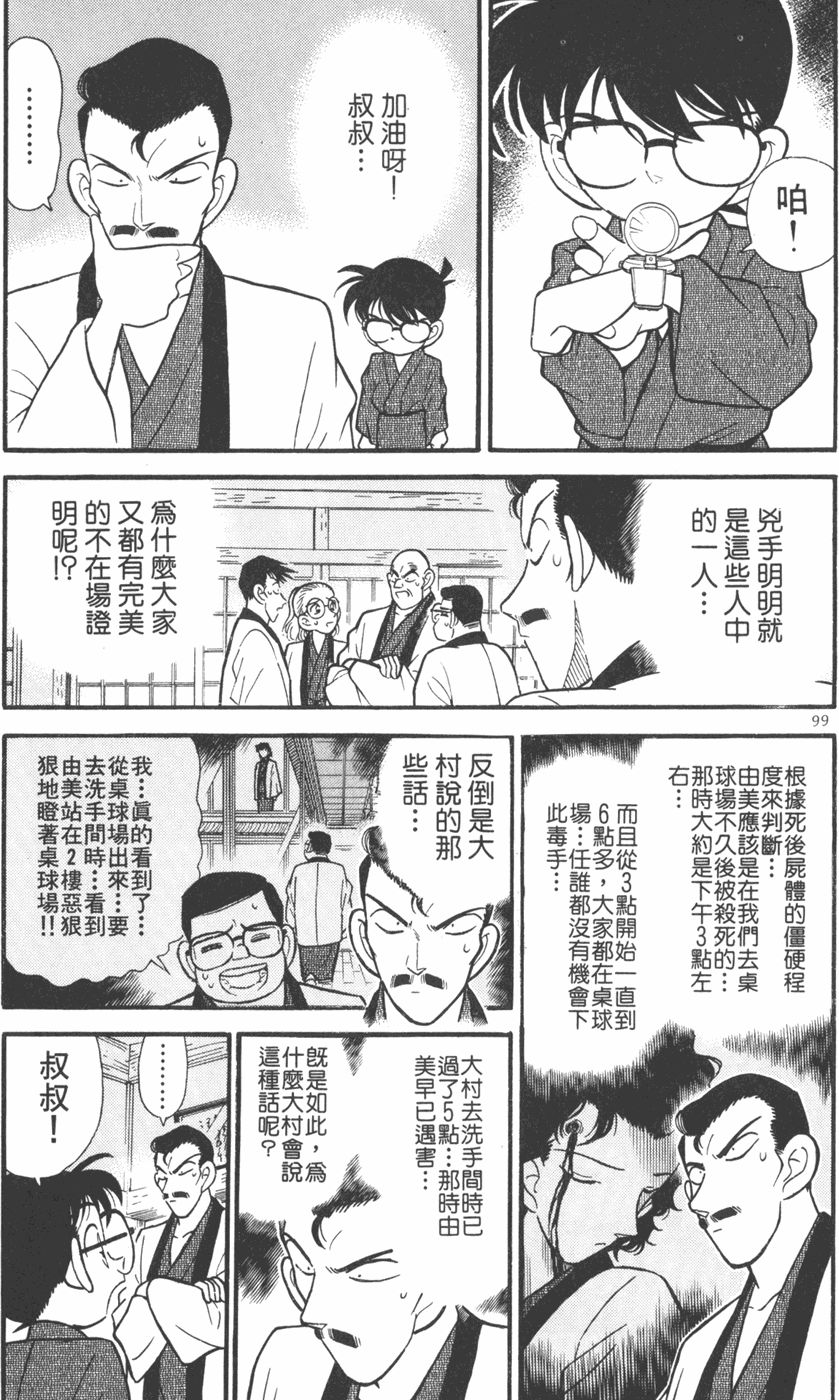 啪！
加油呀！
叔叔…
………
兇手明明就
是這些人中
的一人…
爲什麼大家
又都有完美
的不在場證
明呢!?
99
根據死後屍體的僵硬程
度來判斷…
由美應該是在我們去桌
球場不久後被殺死的…
那時大約是下午3點左
右…
而且從3點開始一直到
6點多，大家都在桌球
場…任誰都沒有機會下
此毒手…
反倒是大
村說的那
些話…
我…眞的看到了…
從桌球場出來…要
去洗手間時…看到
由美站在2樓惡狠
狠地瞪著桌球場!!
大村去洗手間時已
過了5點…那時由
美早已遇害…
旣是如此，爲
什麼大村會說
這種話呢？
……
叔叔！